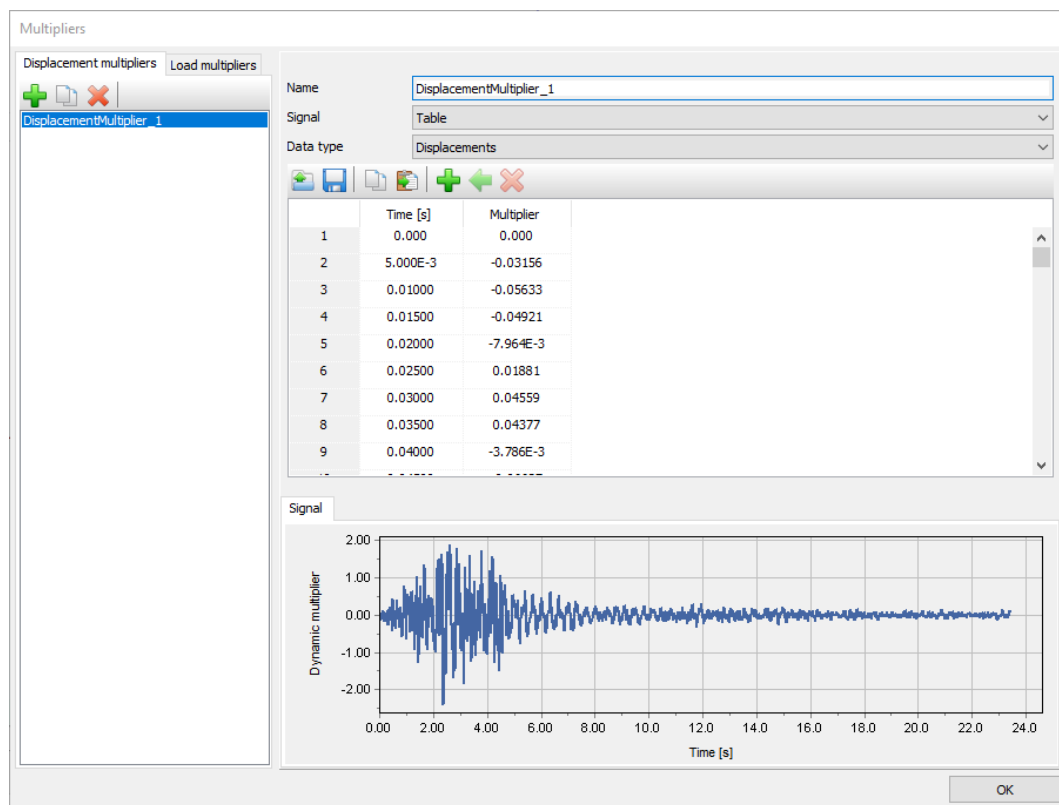 Multipliers
Displacement multipliers Load multipliers
DisplacementMultiplier_1
Name DisplacementMultiplier_1
Signal Table
Data type Displacements
Time [s] Multiplier
1 0.000 0.000
2 5.000E-3 -0.03156
3 0.01000 -0.05633
4 0.01500 -0.04921
5 0.02000 -7.964E-3
6 0.02500 0.01881
7 0.03000 0.04559
8 0.03500 0.04377
9 0.04000 -3.786E-3
Signal
Dynamic multiplier
2.00
1.00
0.00
-1.00
-2.00
0.00 2.00 4.00 6.00 8.00 10.0 12.0 14.0 16.0 18.0 20.0 22.0 24.0
Time [s]
OK